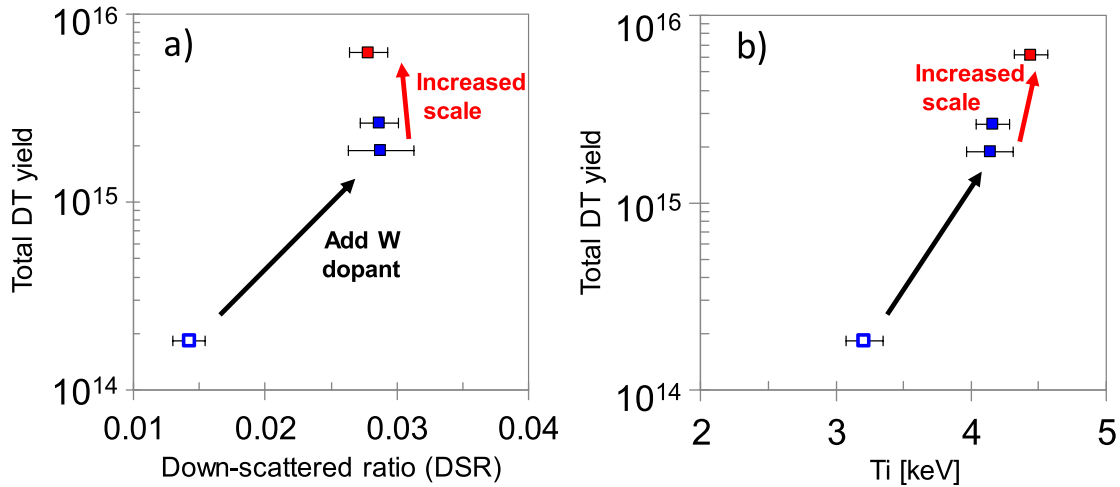 a)
10^16
10^15
10^14
Total DT yield
Increased
scale
Add W
dopant
0.01
0.02
0.03
0.04
Down-scattered ratio (DSR)
b)
10^16
10^15
10^14
Total DT yield
Increased
scale
2
3
4
5
Ti [keV]